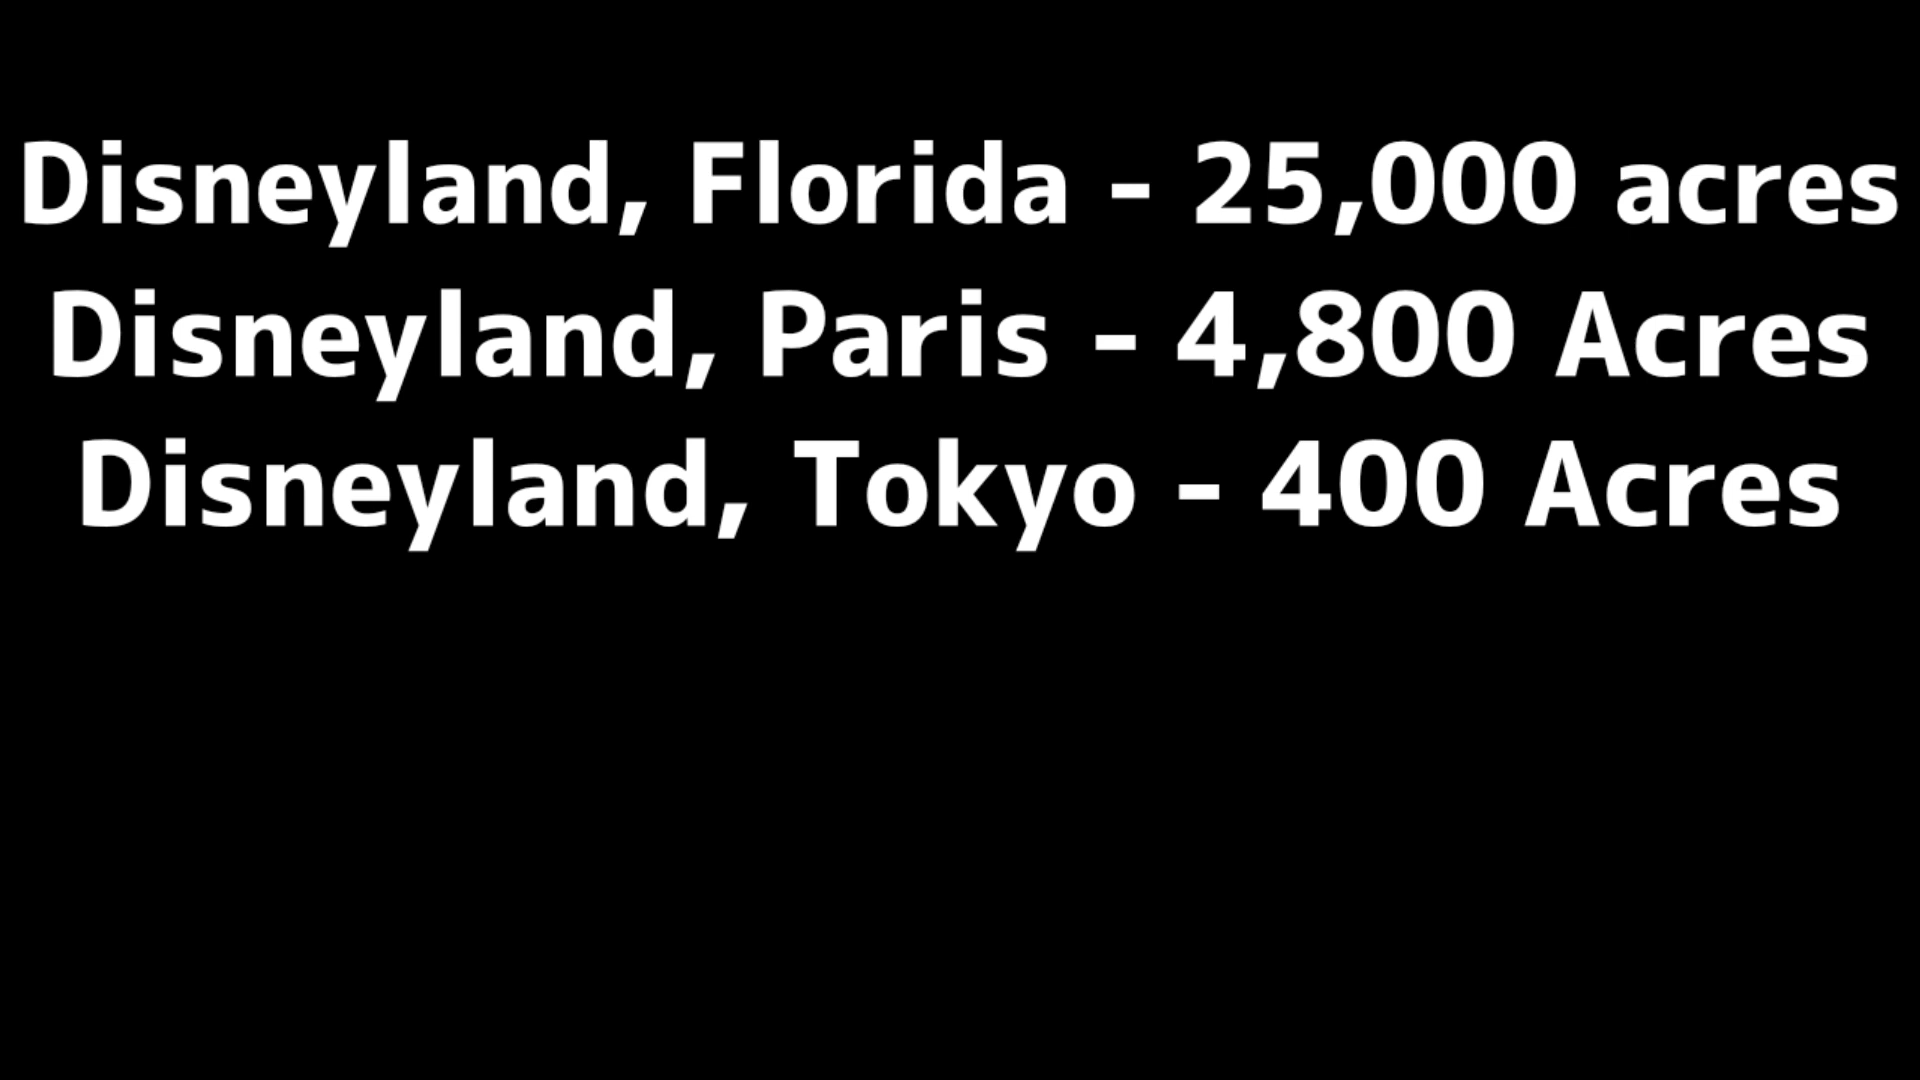 Disneyland, Florida - 25,000 acres
Disneyland, Paris - 4,800 Acres
Disneyland, Tokyo - 400 Acres